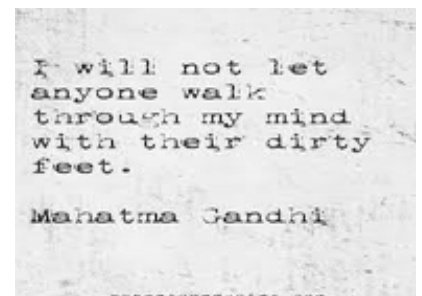 I will not let
anyone walk
through my mind
with their dirty
feet.
Mahatma Gandhi